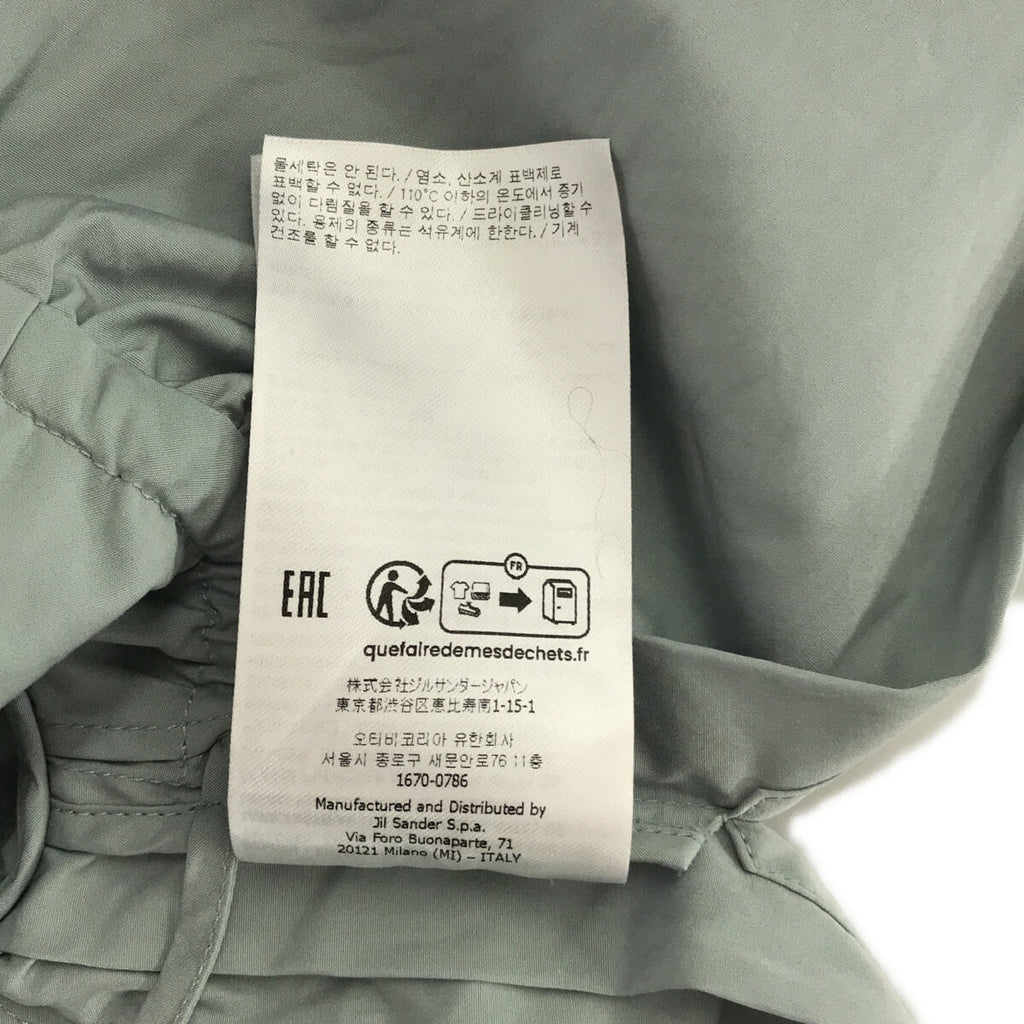 물세탁은 안 된다. / 염소, 산소계 표백제로
표백할 수 없다. / 110°C 이하의 온도에서 증기
없이 다림질을 할 수 있다. / 드라이클리닝할 수
있다. 용제의 종류는 석유계에 한한다. / 기계
건조를 할 수 없다.
EAC
FR
quefairedemesdechets.fr
株式会社ジルサンダージャパン
東京都渋谷区恵比寿南1-15-1
오티비코리아 유한회사
서울시 종로구 새문안로76 11층
1670-0786
Manufactured and Distributed by
Jil Sander S.p.a.
Via Foro Buonaparte, 71
20121 Milano (MI) – ITALY